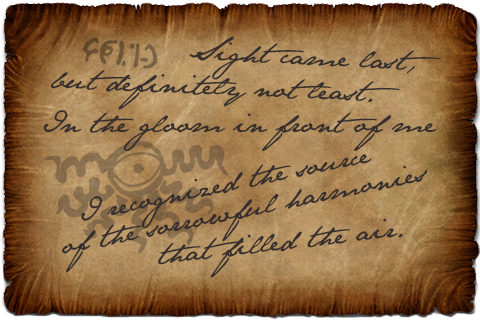 Sight came last,
but definitely not least.
In the gloom in front of me
I recognized the source
of the sorrowful harmonies
that filled the air.